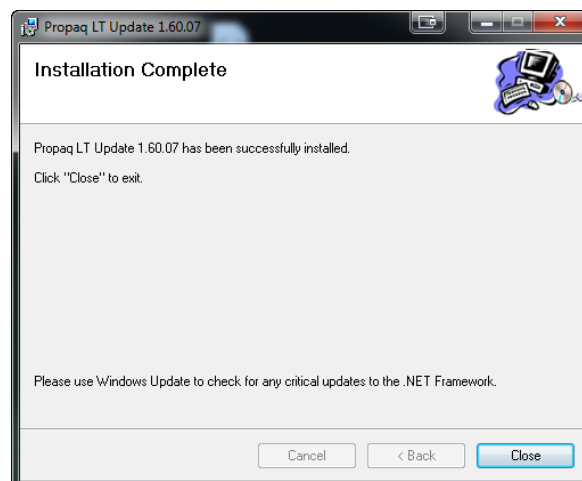 Propaq LT Update 1.60.07
Installation Complete
Propaq LT Update 1.60.07 has been successfully installed.
Click "Close" to exit.
Please use Windows Update to check for any critical updates to the .NET Framework.
Cancel
< Back
Close